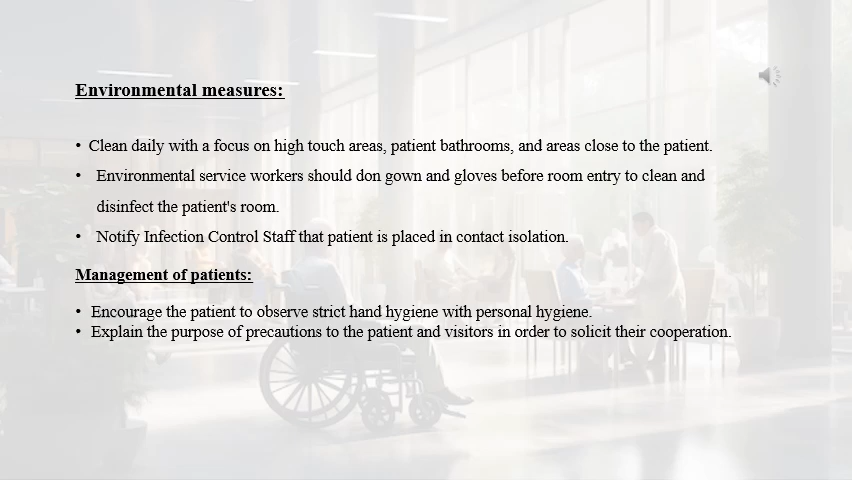 Environmental measures:
• Clean daily with a focus on high touch areas, patient bathrooms, and areas close to the patient.
• Environmental service workers should don gown and gloves before room entry to clean and
disinfect the patient's room.
• Notify Infection Control Staff that patient is placed in contact isolation.
Management of patients:
• Encourage the patient to observe strict hand hygiene with personal hygiene.
• Explain the purpose of precautions to the patient and visitors in order to solicit their cooperation.